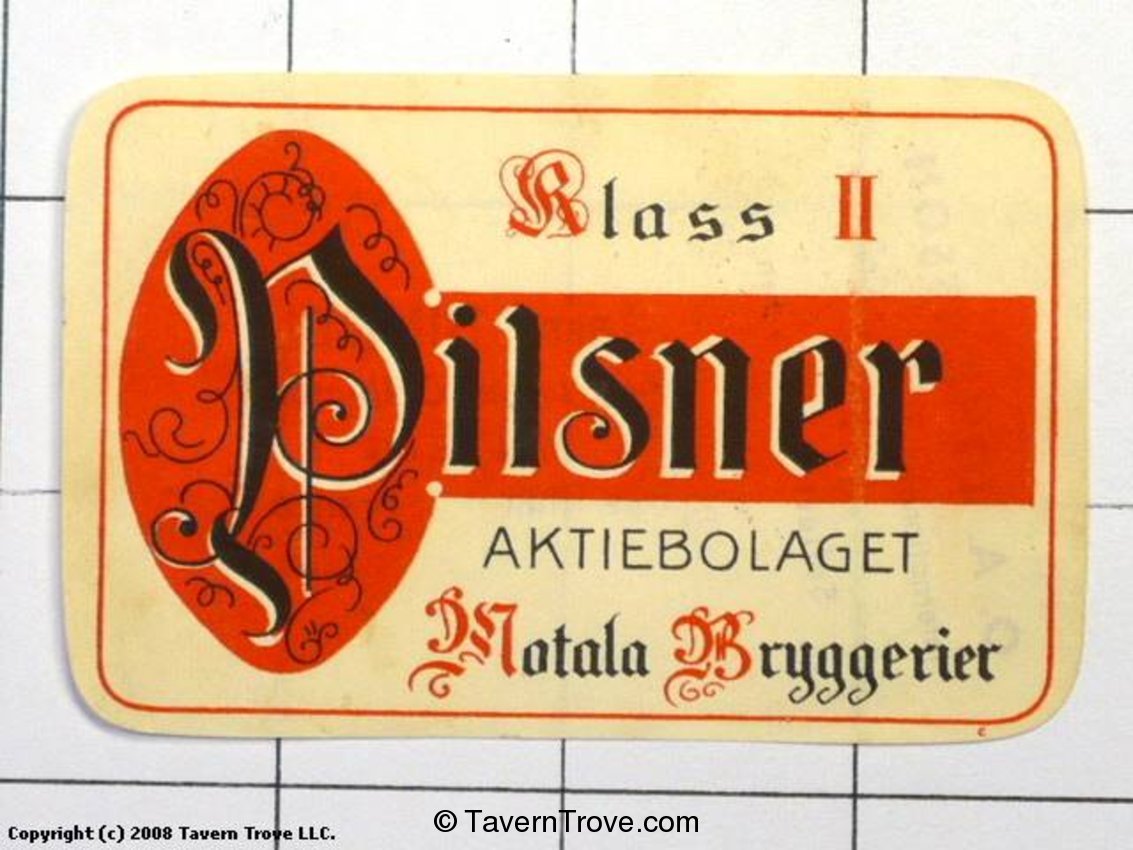 Klass II
Pilsner
AKTIEBOLAGET
Motala Bryggerier
c
Copyright (c) 2008 Tavern Trove LLC.
© TavernTrove.com